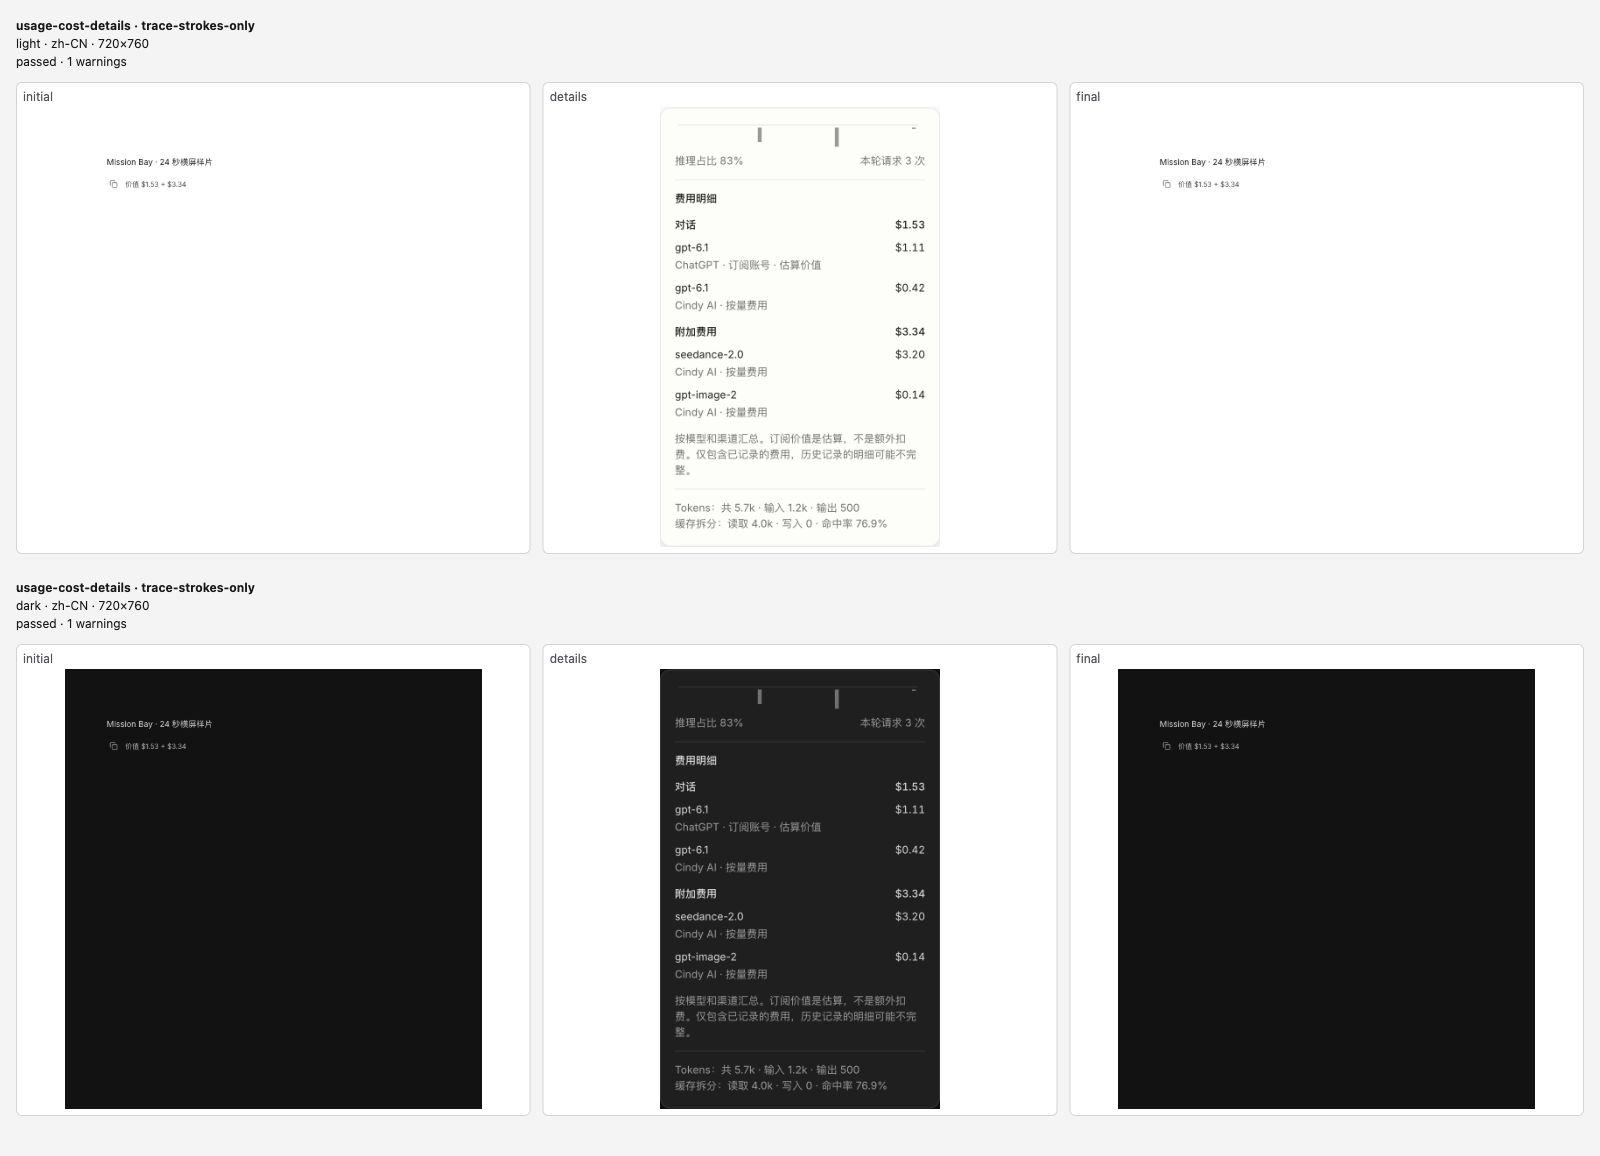 usage-cost-details · trace-strokes-only
light · zh-CN · 720×760
passed · 1 warnings
initial
Mission Bay · 24 秒横屏样片
价值 $1.53 + $3.34
details
推理占比 83% 本轮请求 3 次
费用明细
对话 $1.53
gpt-6.1 $1.11
ChatGPT · 订阅账号 · 估算价值
gpt-6.1 $0.42
Cindy AI · 按量费用
附加费用 $3.34
seedance-2.0 $3.20
Cindy AI · 按量费用
gpt-image-2 $0.14
Cindy AI · 按量费用
按模型和渠道汇总。订阅价值是估算，不是额外扣
费。仅包含已记录的费用，历史记录的明细可能不完
整。
Tokens：共 5.7k · 输入 1.2k · 输出 500
缓存拆分：读取 4.0k · 写入 0 · 命中率 76.9%
final
Mission Bay · 24 秒横屏样片
价值 $1.53 + $3.34
usage-cost-details · trace-strokes-only
dark · zh-CN · 720×760
passed · 1 warnings
initial
Mission Bay · 24 秒横屏样片
价值 $1.53 + $3.34
details
推理占比 83% 本轮请求 3 次
费用明细
对话 $1.53
gpt-6.1 $1.11
ChatGPT · 订阅账号 · 估算价值
gpt-6.1 $0.42
Cindy AI · 按量费用
附加费用 $3.34
seedance-2.0 $3.20
Cindy AI · 按量费用
gpt-image-2 $0.14
Cindy AI · 按量费用
按模型和渠道汇总。订阅价值是估算，不是额外扣
费。仅包含已记录的费用，历史记录的明细可能不完
整。
Tokens：共 5.7k · 输入 1.2k · 输出 500
缓存拆分：读取 4.0k · 写入 0 · 命中率 76.9%
final
Mission Bay · 24 秒横屏样片
价值 $1.53 + $3.34